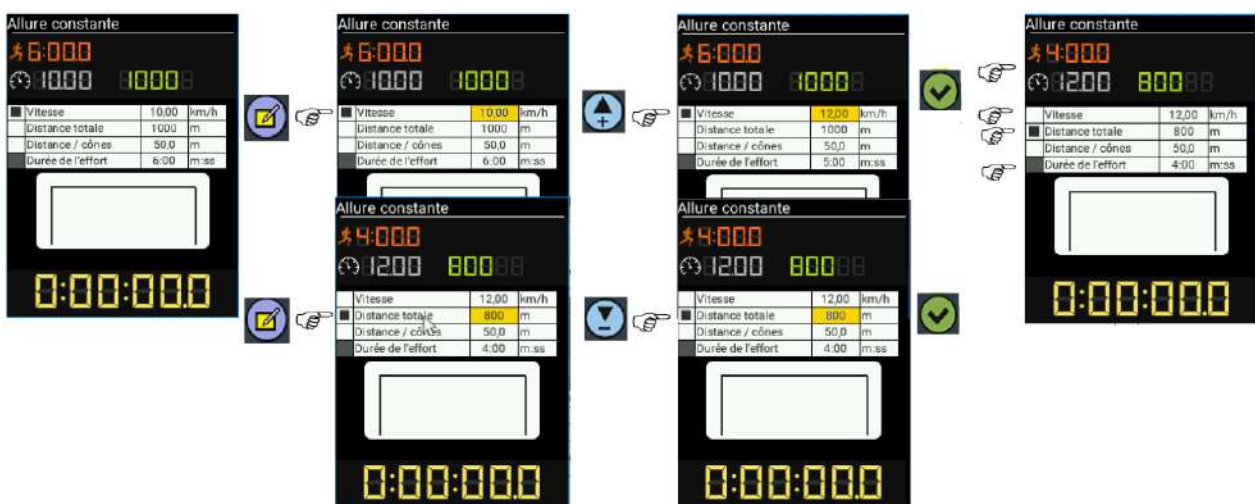 Allure constante
6:00.0
10.00 1000
Vitesse 10,00 km/h
Distance totale 1000 m
Distance / cônes 50,0 m
Durée de l'effort 6:00 m:ss
0:00:00.0
Allure constante
6:00.0
10.00 1000
Vitesse 10,00 km/h
Distance totale 1000 m
Distance / cônes 50,0 m
Durée de l'effort 6:00 m:ss
Allure constante
6:00.0
10.00 1000
Vitesse 12,00 km/h
Distance totale 1000 m
Distance / cônes 50,0 m
Durée de l'effort 5:00 m:ss
Allure constante
4:00.0
12.00 800
Vitesse 12,00 km/h
Distance totale 800 m
Distance / cônes 50,0 m
Durée de l'effort 4:00 m:ss
0:00:00.0
Allure constante
4:00.0
12.00 800
Vitesse 12,00 km/h
Distance totale 800 m
Distance / cônes 50,0 m
Durée de l'effort 4:00 m:ss
0:00:00.0
Allure constante
4:00.0
12.00 800
Vitesse 12,00 km/h
Distance totale 800 m
Distance / cônes 50,0 m
Durée de l'effort 4:00 m:ss
0:00:00.0